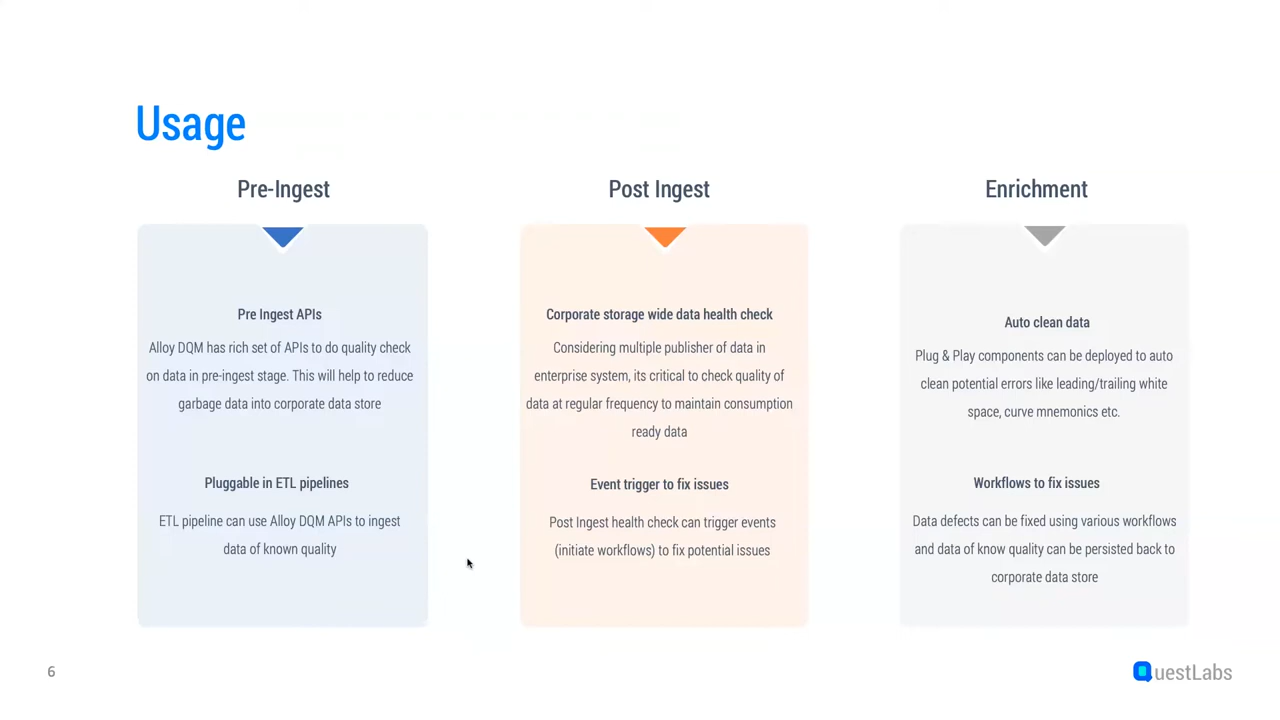 Usage
Pre-Ingest
Pre Ingest APIs
Alloy DQM has rich set of APIs to do quality check
on data in pre-ingest stage. This will help to reduce
garbage data into corporate data store
Pluggable in ETL pipelines
ETL pipeline can use Alloy DQM APIs to ingest
data of known quality
Post Ingest
Corporate storage wide data health check
Considering multiple publisher of data in
enterprise system, its critical to check quality of
data at regular frequency to maintain consumption
ready data
Event trigger to fix issues
Post Ingest health check can trigger events
(initiate workflows) to fix potential issues
Enrichment
Auto clean data
Plug & Play components can be deployed to auto
clean potential errors like leading/trailing white
space, curve mnemonics etc.
Workflows to fix issues
Data defects can be fixed using various workflows
and data of know quality can be persisted back to
corporate data store
6
QuestLabs